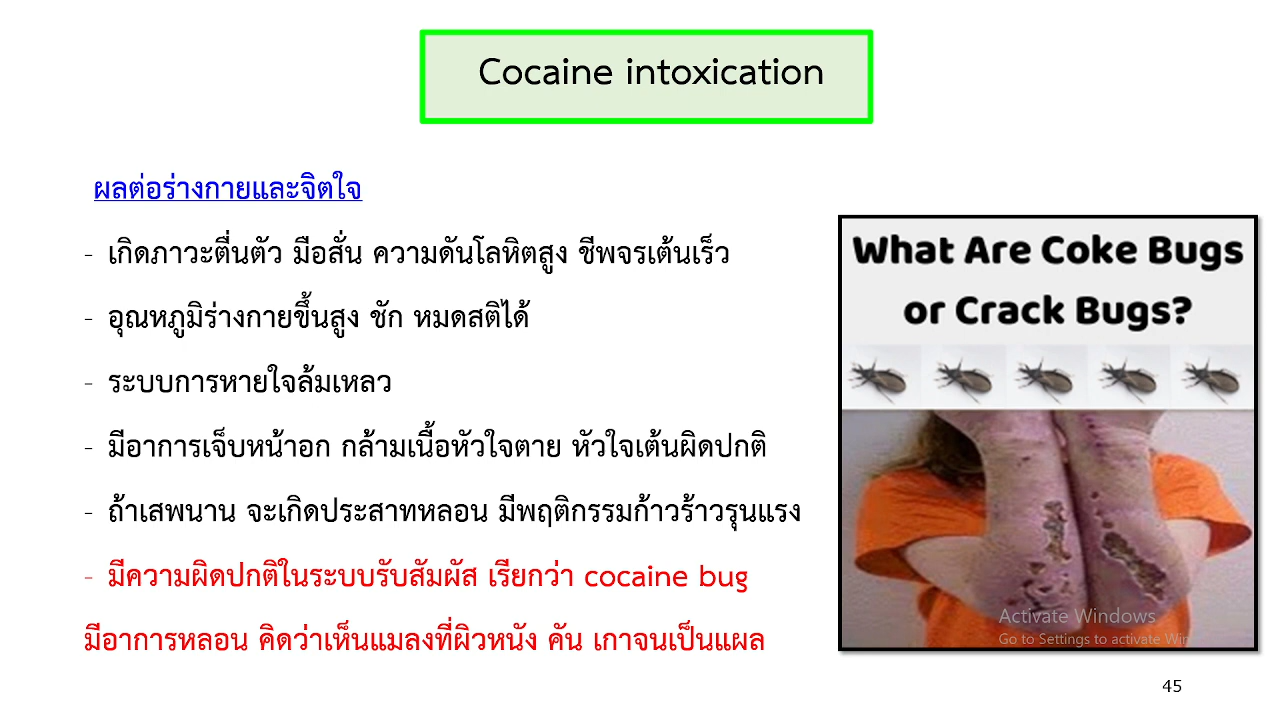 Cocaine intoxication
ผลต่อร่างกายและจิตใจ
- เกิดภาวะตื่นตัว มือสั่น ความดันโลหิตสูง ชีพจรเต้นเร็ว
- อุณหภูมิร่างกายขึ้นสูง ชัก หมดสติได้
- ระบบการหายใจล้มเหลว
- มีอาการเจ็บหน้าอก กล้ามเนื้อหัวใจตาย หัวใจเต้นผิดปกติ
- ถ้าเสพนาน จะเกิดประสาทหลอน มีพฤติกรรมก้าวร้าวรุนแรง
- มีความผิดปกติในระบบรับสัมผัส เรียกว่า cocaine bug
มีอาการหลอน คิดว่าเห็นแมลงที่ผิวหนัง คัน เกาจนเป็นแผล
What Are Coke Bugs
or Crack Bugs?
Activate Windows
Go to Settings to activate Win
45